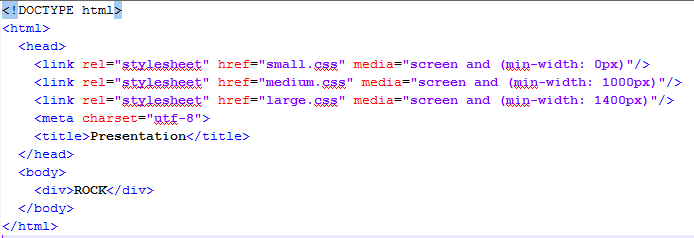 <!DOCTYPE html>
<html>
<head>
<link rel="stylesheet" href="small.css" media="screen and (min-width: 0px)"/>
<link rel="stylesheet" href="medium.css" media="screen and (min-width: 1000px)"/>
<link rel="stylesheet" href="large.css" media="screen and (min-width: 1400px)"/>
<meta charset="utf-8">
<title>Presentation</title>
</head>
<body>
<div>ROCK</div>
</body>
</html>